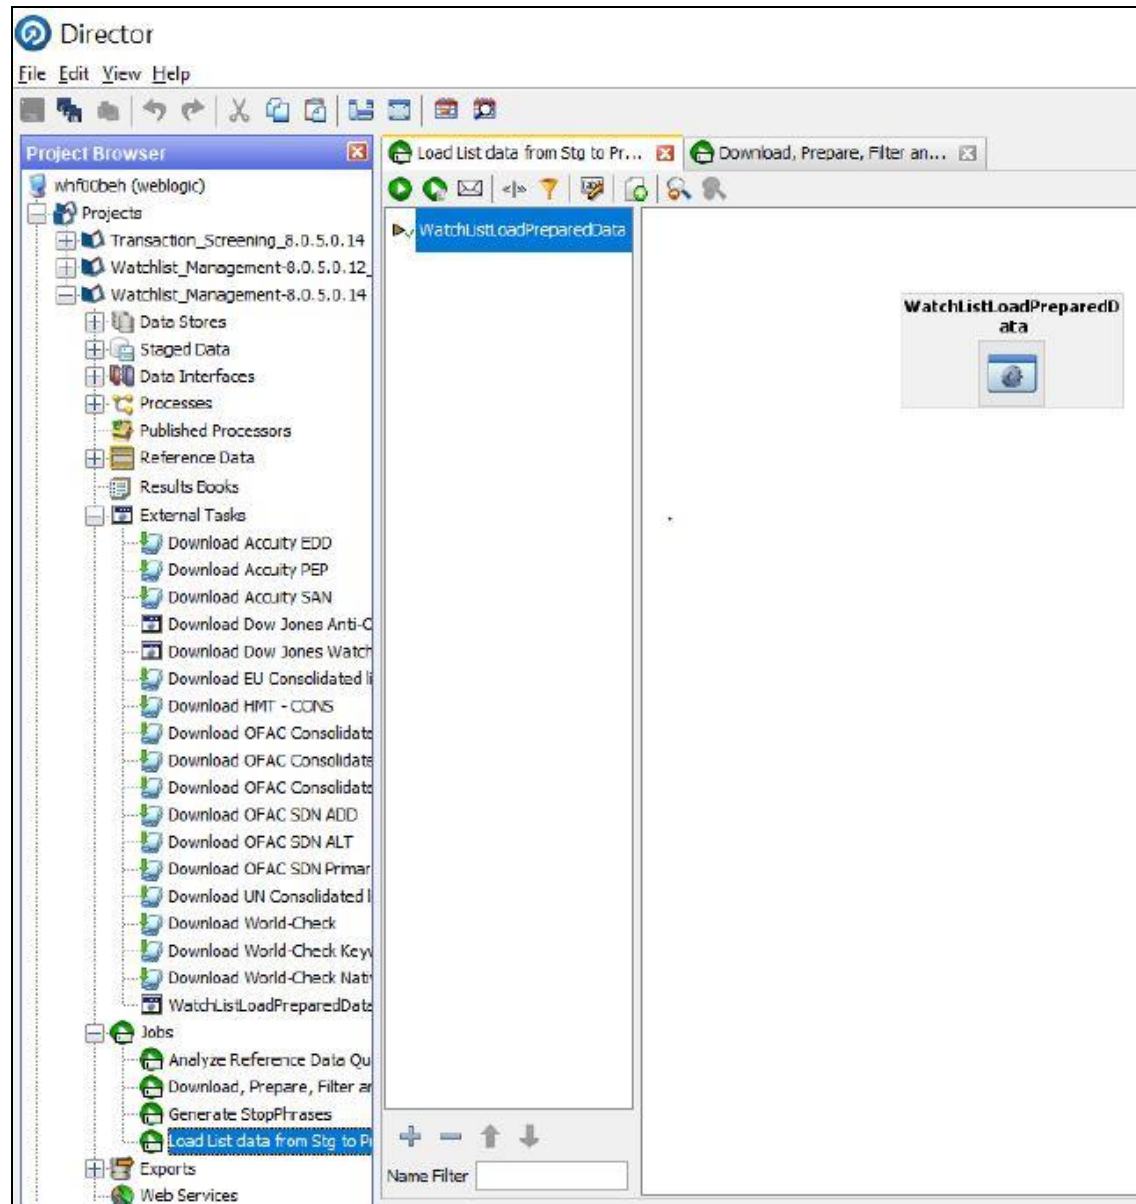 Director
File Edit View Help
Project Browser
Load List data from Stg to Pr...
Download, Prepare, Filter an...
whf00beh (weblogic)
Projects
Transaction_Screening_8.0.5.0.14
Watchlist_Management-8.0.5.0.12_
Watchlist_Management-8.0.5.0.14
Data Stores
Staged Data
Data Interfaces
Processes
Published Processors
Reference Data
Results Books
External Tasks
Download Accuity EDD
Download Accuity PEP
Download Accuity SAN
Download Dow Jones Anti-C
Download Dow Jones Watch
Download EU Consolidated li
Download HMT - CONS
Download OFAC Consolidate
Download OFAC Consolidate
Download OFAC Consolidate
Download OFAC SDN ADD
Download OFAC SDN ALT
Download OFAC SDN Primar
Download UN Consolidated l
Download World-Check
Download World-Check Keyw
Download World-Check Nativ
WatchListLoadPreparedData
Jobs
Analyze Reference Data Qu
Download, Prepare, Filter an
Generate StopPhrases
Load List data from Stg to Pr
Exports
Web Services
WatchListLoadPreparedData
Name Filter
WatchListLoadPreparedD
ata